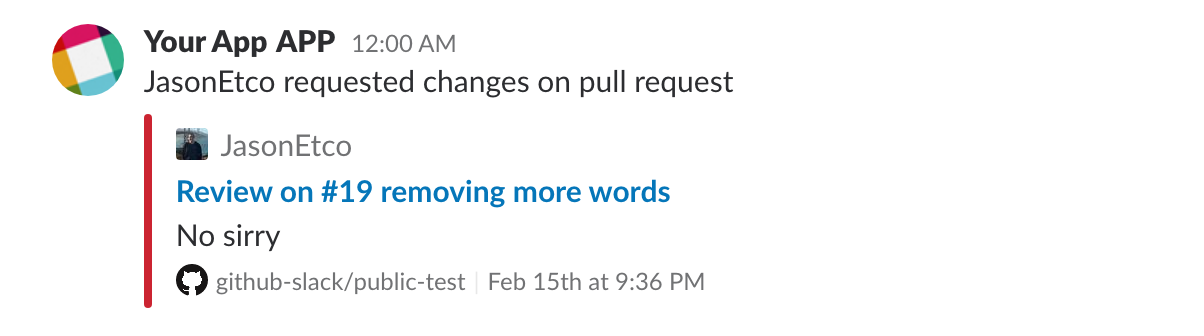 Your App APP 12:00 AM
JasonEtco requested changes on pull request
JasonEtco
Review on #19 removing more words
No sirry
github-slack/public-test | Feb 15th at 9:36 PM